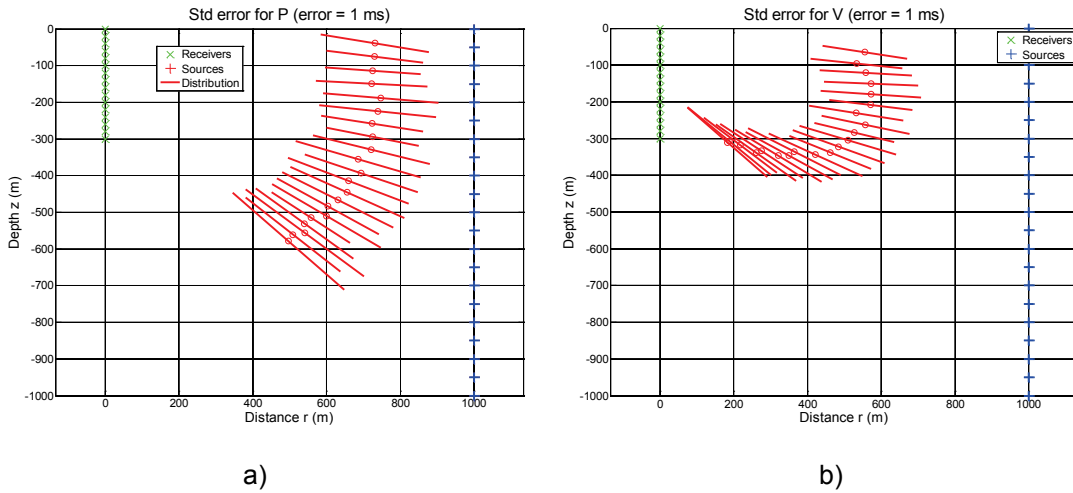 Std error for P (error = 1 ms)
0
-100
-200
-300
-400
-500
-600
-700
-800
-900
-1000
Depth z (m)
Receivers
Sources
Distribution
0 200 400 600 800 1000
Distance r (m)
a)
Std error for V (error = 1 ms)
0
-100
-200
-300
-400
-500
-600
-700
-800
-900
-1000
Depth z (m)
Receivers
Sources
0 200 400 600 800 1000
Distance r (m)
b)